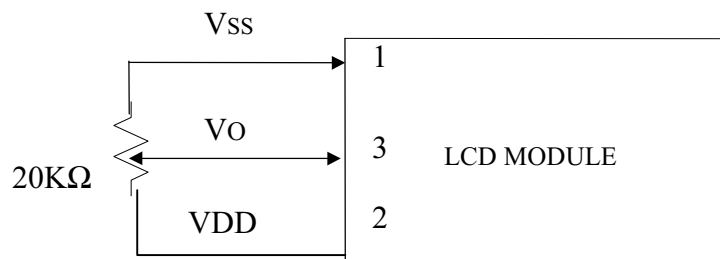 VSS
1
VO
3
LCD MODULE
20KΩ
VDD
2